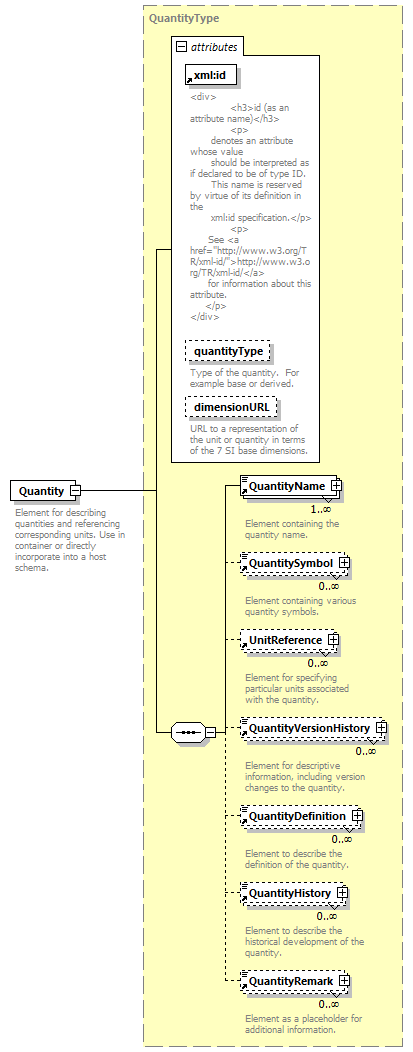 QuantityType
attributes
xml:id
<div>
<h3>id (as an
attribute name)</h3>
<p>
denotes an attribute
whose value
should be interpreted as
if declared to be of type ID.
This name is reserved
by virtue of its definition in
the
xml:id specification.</p>
<p>
See <a
href="http://www.w3.org/T
R/xml-id/">http://www.w3.o
rg/TR/xml-id/</a>
for information about this
attribute.
</p>
</div>
quantityType
Type of the quantity. For
example base or derived.
dimensionURL
URL to a representation of
the unit or quantity in terms
of the 7 SI base dimensions.
Quantity
Element for describing
quantities and referencing
corresponding units. Use in
container or directly
incorporate into a host
schema.
QuantityName
1..∞
Element containing the
quantity name.
QuantitySymbol
0..∞
Element containing various
quantity symbols.
UnitReference
0..∞
Element for specifying
particular units associated
with the quantity.
QuantityVersionHistory
0..∞
Element for descriptive
information, including version
changes to the quantity.
QuantityDefinition
0..∞
Element to describe the
definition of the quantity.
QuantityHistory
0..∞
Element to describe the
historical development of the
quantity.
QuantityRemark
0..∞
Element as a placeholder for
additional information.